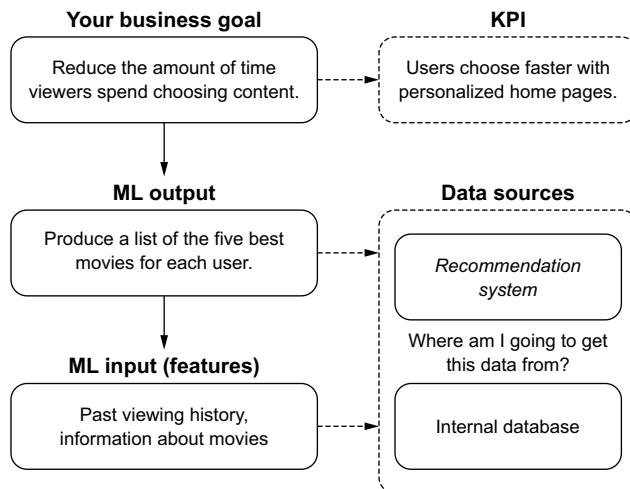 Your business goal
KPI
Reduce the amount of time
viewers spend choosing content.
Users choose faster with
personalized home pages.
ML output
Data sources
Produce a list of the five best
movies for each user.
Recommendation
system
Where am I going to get
this data from?
ML input (features)
Past viewing history,
information about movies
Internal database